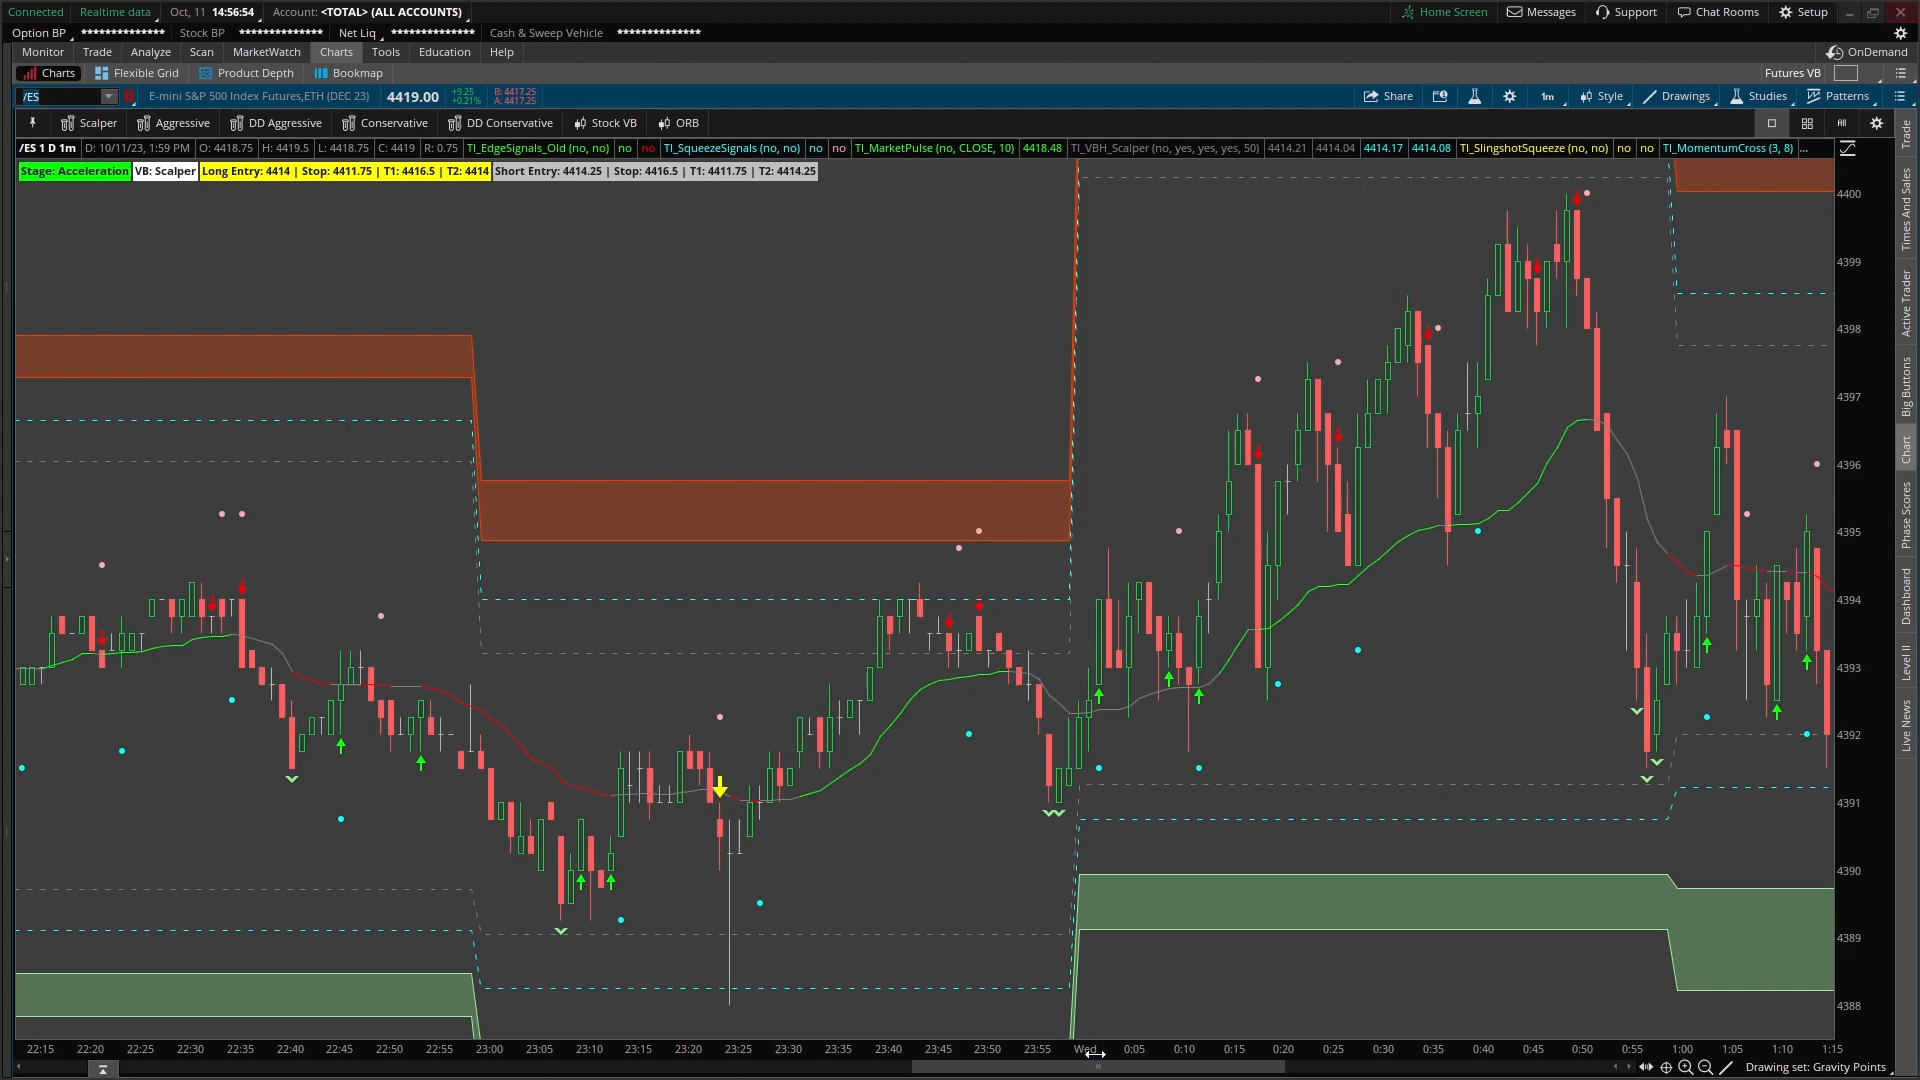 Connected Realtime data Oct, 11 14:56:54 Account: <TOTAL> (ALL ACCOUNTS) Home Screen Messages Support Chat Rooms Setup
Option BP ************** Stock BP ************** Net Liq ************** Cash & Sweep Vehicle **************
Monitor Trade Analyze Scan MarketWatch Charts Tools Education Help OnDemand
Charts Flexible Grid Product Depth Bookmap Futures VB
/ES E-mini S&P 500 Index Futures,ETH (DEC 23) 4419.00 +9.25 +0.21% B: 4417.25 A: 4417.25 Share 1m Style Drawings Studies Patterns
Scalper Aggressive DD Aggressive Conservative DD Conservative Stock VB ORB All
/ES 1 D 1m D: 10/11/23, 1:59 PM O: 4418.75 H: 4419.5 L: 4418.75 C: 4419 R: 0.75 TI_EdgeSignals_Old (no, no) no no TI_SqueezeSignals (no, no) no no TI_MarketPulse (no, CLOSE, 10) 4418.48 TI_VBH_Scalper (no, yes, yes, yes, 50) 4414.21 4414.04 4414.17 4414.08 TI_SlingshotSqueeze (no, no) no no TI_MomentumCross (3, 8) ...
Stage: Acceleration VB: Scalper Long Entry: 4414 | Stop: 4411.75 | T1: 4416.5 | T2: 4414 Short Entry: 4414.25 | Stop: 4416.5 | T1: 4411.75 | T2: 4414.25
4400
4399
4398
4397
4396
4395
4394
4393
4392
4391
4390
4389
4388
22:15 22:20 22:25 22:30 22:35 22:40 22:45 22:50 22:55 23:00 23:05 23:10 23:15 23:20 23:25 23:30 23:35 23:40 23:45 23:50 23:55 Wed 0:05 0:10 0:15 0:20 0:25 0:30 0:35 0:40 0:45 0:50 0:55 1:00 1:05 1:10 1:15
Drawing set: Gravity Points
Trade
Times And Sales
Active Trader
Big Buttons
Chart
Phase Scores
Dashboard
Level II
Live News